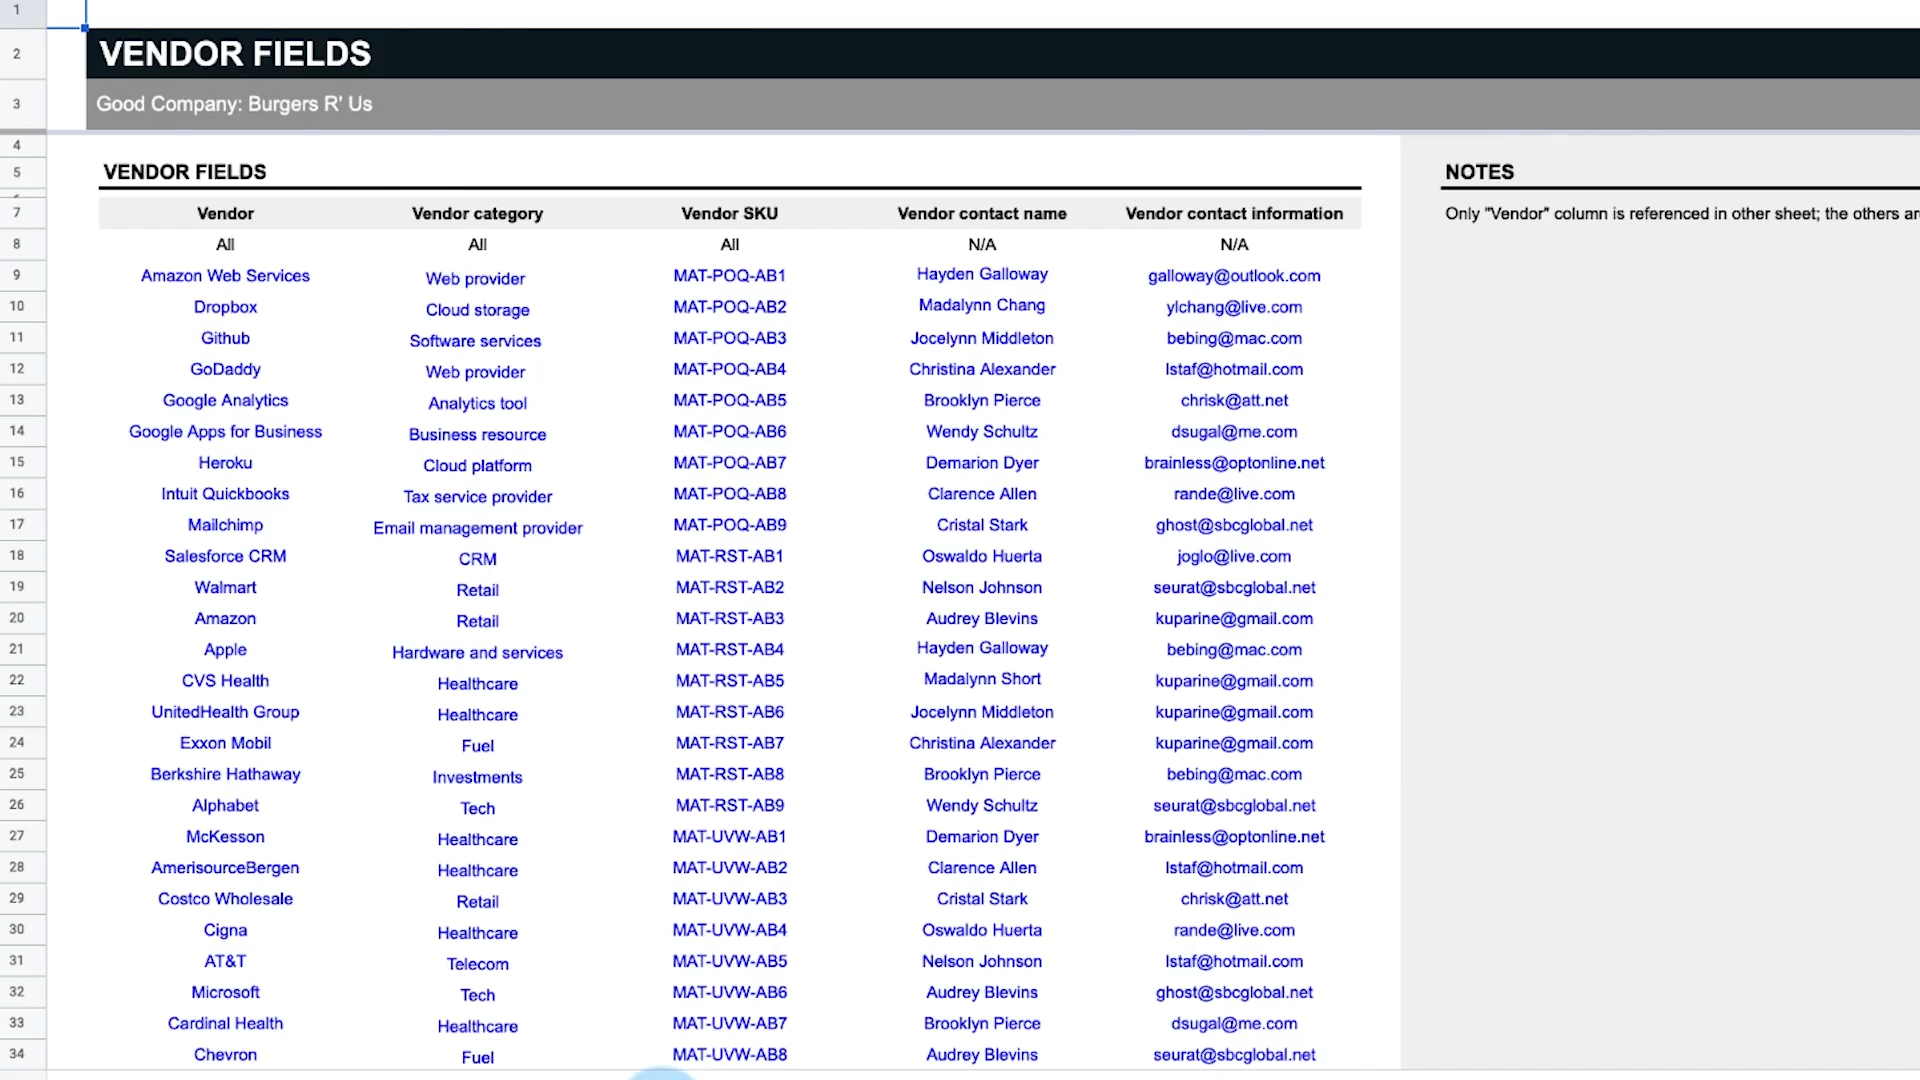 1
2 VENDOR FIELDS
3 Good Company: Burgers R' Us
4
5 VENDOR FIELDS NOTES
7 Vendor Vendor category Vendor SKU Vendor contact name Vendor contact information Only "Vendor" column is referenced in other sheet; the others
8 All All All N/A N/A
9 Amazon Web Services Web provider MAT-POQ-AB1 Hayden Galloway galloway@outlook.com
10 Dropbox Cloud storage MAT-POQ-AB2 Madalynn Chang ylchang@live.com
11 Github Software services MAT-POQ-AB3 Jocelynn Middleton bebing@mac.com
12 GoDaddy Web provider MAT-POQ-AB4 Christina Alexander lstaf@hotmail.com
13 Google Analytics Analytics tool MAT-POQ-AB5 Brooklyn Pierce chrisk@att.net
14 Google Apps for Business Business resource MAT-POQ-AB6 Wendy Schultz dsugal@me.com
15 Heroku Cloud platform MAT-POQ-AB7 Demarion Dyer brainless@optonline.net
16 Intuit Quickbooks Tax service provider MAT-POQ-AB8 Clarence Allen rande@live.com
17 Mailchimp Email management provider MAT-POQ-AB9 Cristal Stark ghost@sbcglobal.net
18 Salesforce CRM CRM MAT-RST-AB1 Oswaldo Huerta joglo@live.com
19 Walmart Retail MAT-RST-AB2 Nelson Johnson seurat@sbcglobal.net
20 Amazon Retail MAT-RST-AB3 Audrey Blevins kuparine@gmail.com
21 Apple Hardware and services MAT-RST-AB4 Hayden Galloway bebing@mac.com
22 CVS Health Healthcare MAT-RST-AB5 Madalynn Short kuparine@gmail.com
23 UnitedHealth Group Healthcare MAT-RST-AB6 Jocelynn Middleton kuparine@gmail.com
24 Exxon Mobil Fuel MAT-RST-AB7 Christina Alexander kuparine@gmail.com
25 Berkshire Hathaway Investments MAT-RST-AB8 Brooklyn Pierce bebing@mac.com
26 Alphabet Tech MAT-RST-AB9 Wendy Schultz seurat@sbcglobal.net
27 McKesson Healthcare MAT-UVW-AB1 Demarion Dyer brainless@optonline.net
28 AmerisourceBergen Healthcare MAT-UVW-AB2 Clarence Allen lstaf@hotmail.com
29 Costco Wholesale Retail MAT-UVW-AB3 Cristal Stark chrisk@att.net
30 Cigna Healthcare MAT-UVW-AB4 Oswaldo Huerta rande@live.com
31 AT&T Telecom MAT-UVW-AB5 Nelson Johnson lstaf@hotmail.com
32 Microsoft Tech MAT-UVW-AB6 Audrey Blevins ghost@sbcglobal.net
33 Cardinal Health Healthcare MAT-UVW-AB7 Brooklyn Pierce dsugal@me.com
34 Chevron Fuel MAT-UVW-AB8 Audrey Blevins seurat@sbcglobal.net